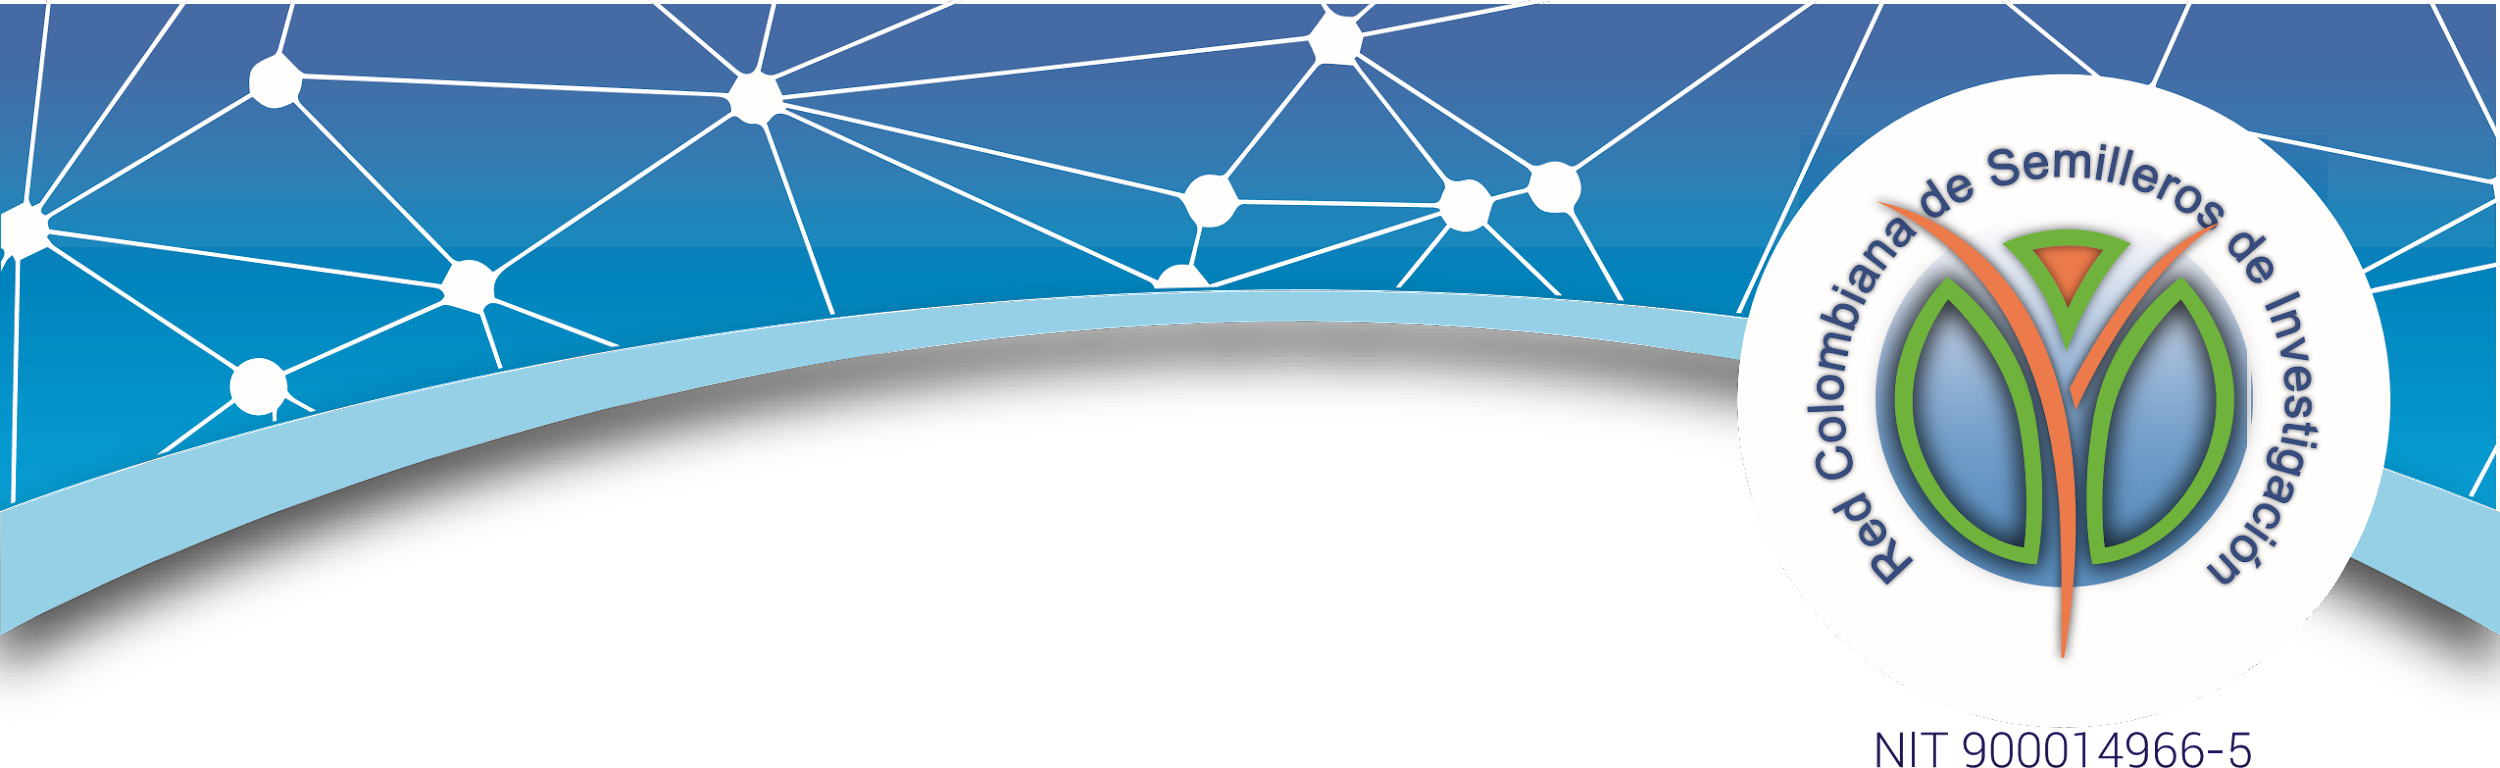 Red Colombiana de Semilleros de Investigación
NIT 900014966-5